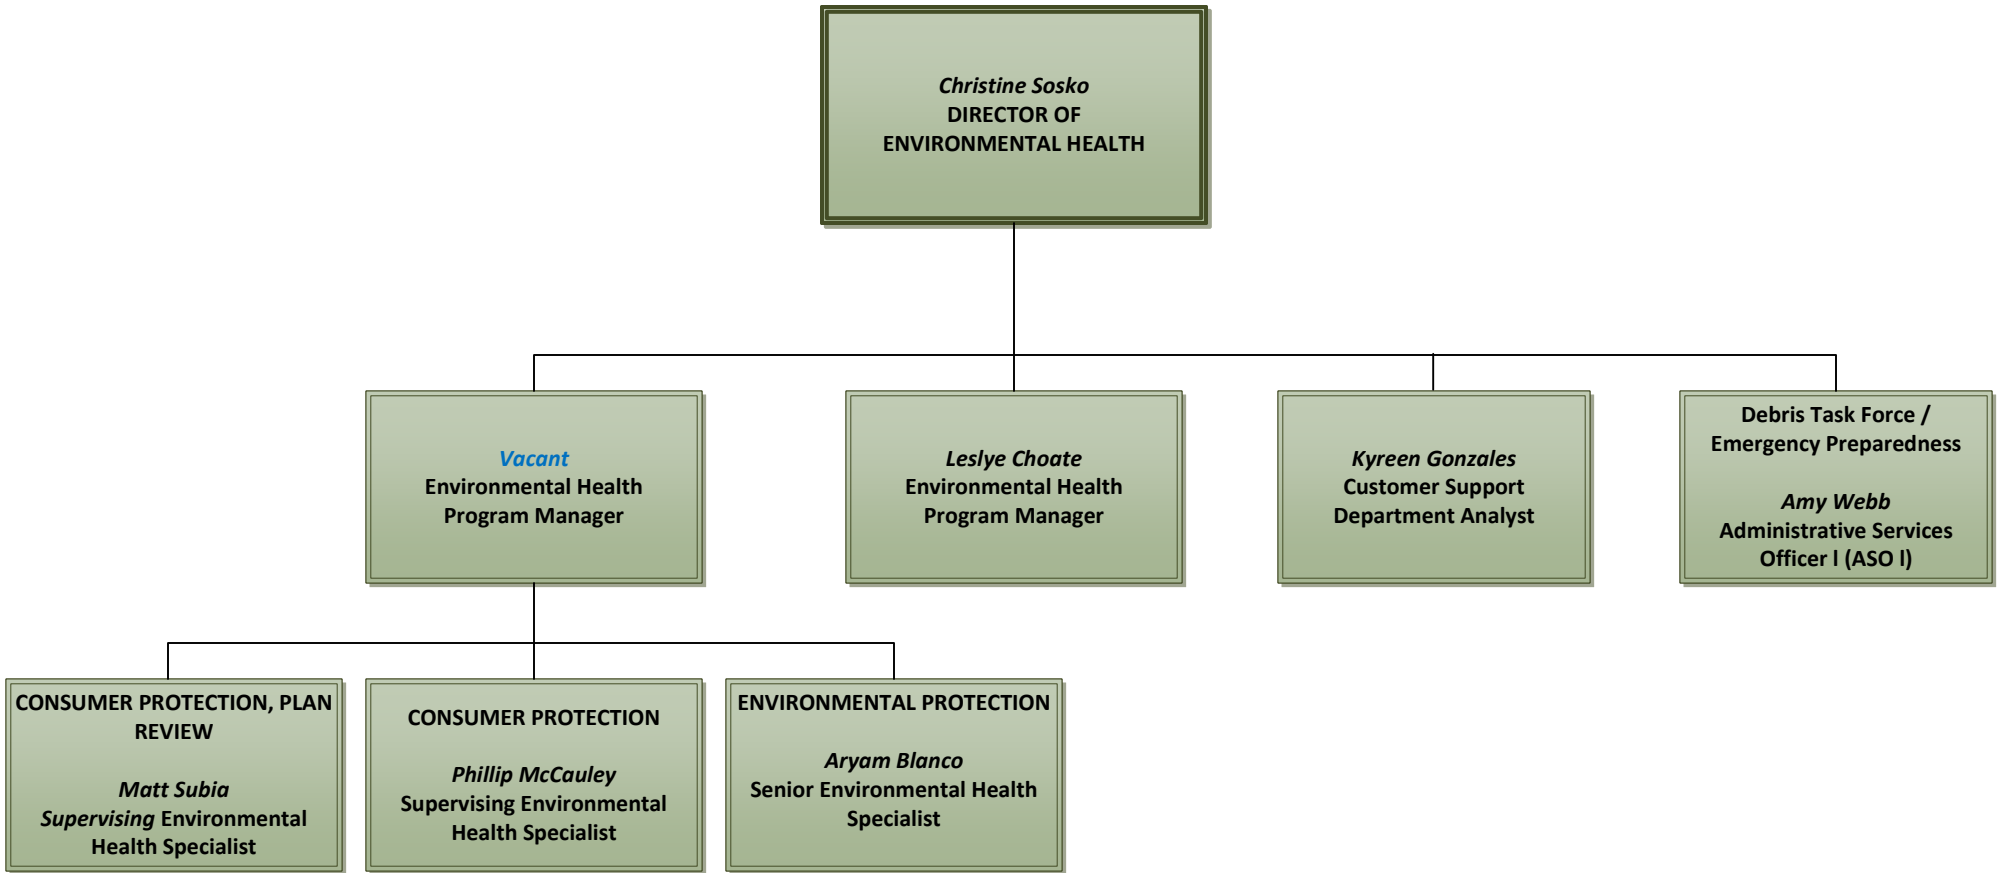 Christine Sosko
DIRECTOR OF
ENVIRONMENTAL HEALTH
Vacant
Environmental Health
Program Manager
Leslye Choate
Environmental Health
Program Manager
Kyreen Gonzales
Customer Support
Department Analyst
Debris Task Force /
Emergency Preparedness
Amy Webb
Administrative Services
Officer l (ASO l)
CONSUMER PROTECTION, PLAN
REVIEW
Matt Subia
Supervising Environmental
Health Specialist
CONSUMER PROTECTION
Phillip McCauley
Supervising Environmental
Health Specialist
ENVIRONMENTAL PROTECTION
Aryam Blanco
Senior Environmental Health
Specialist